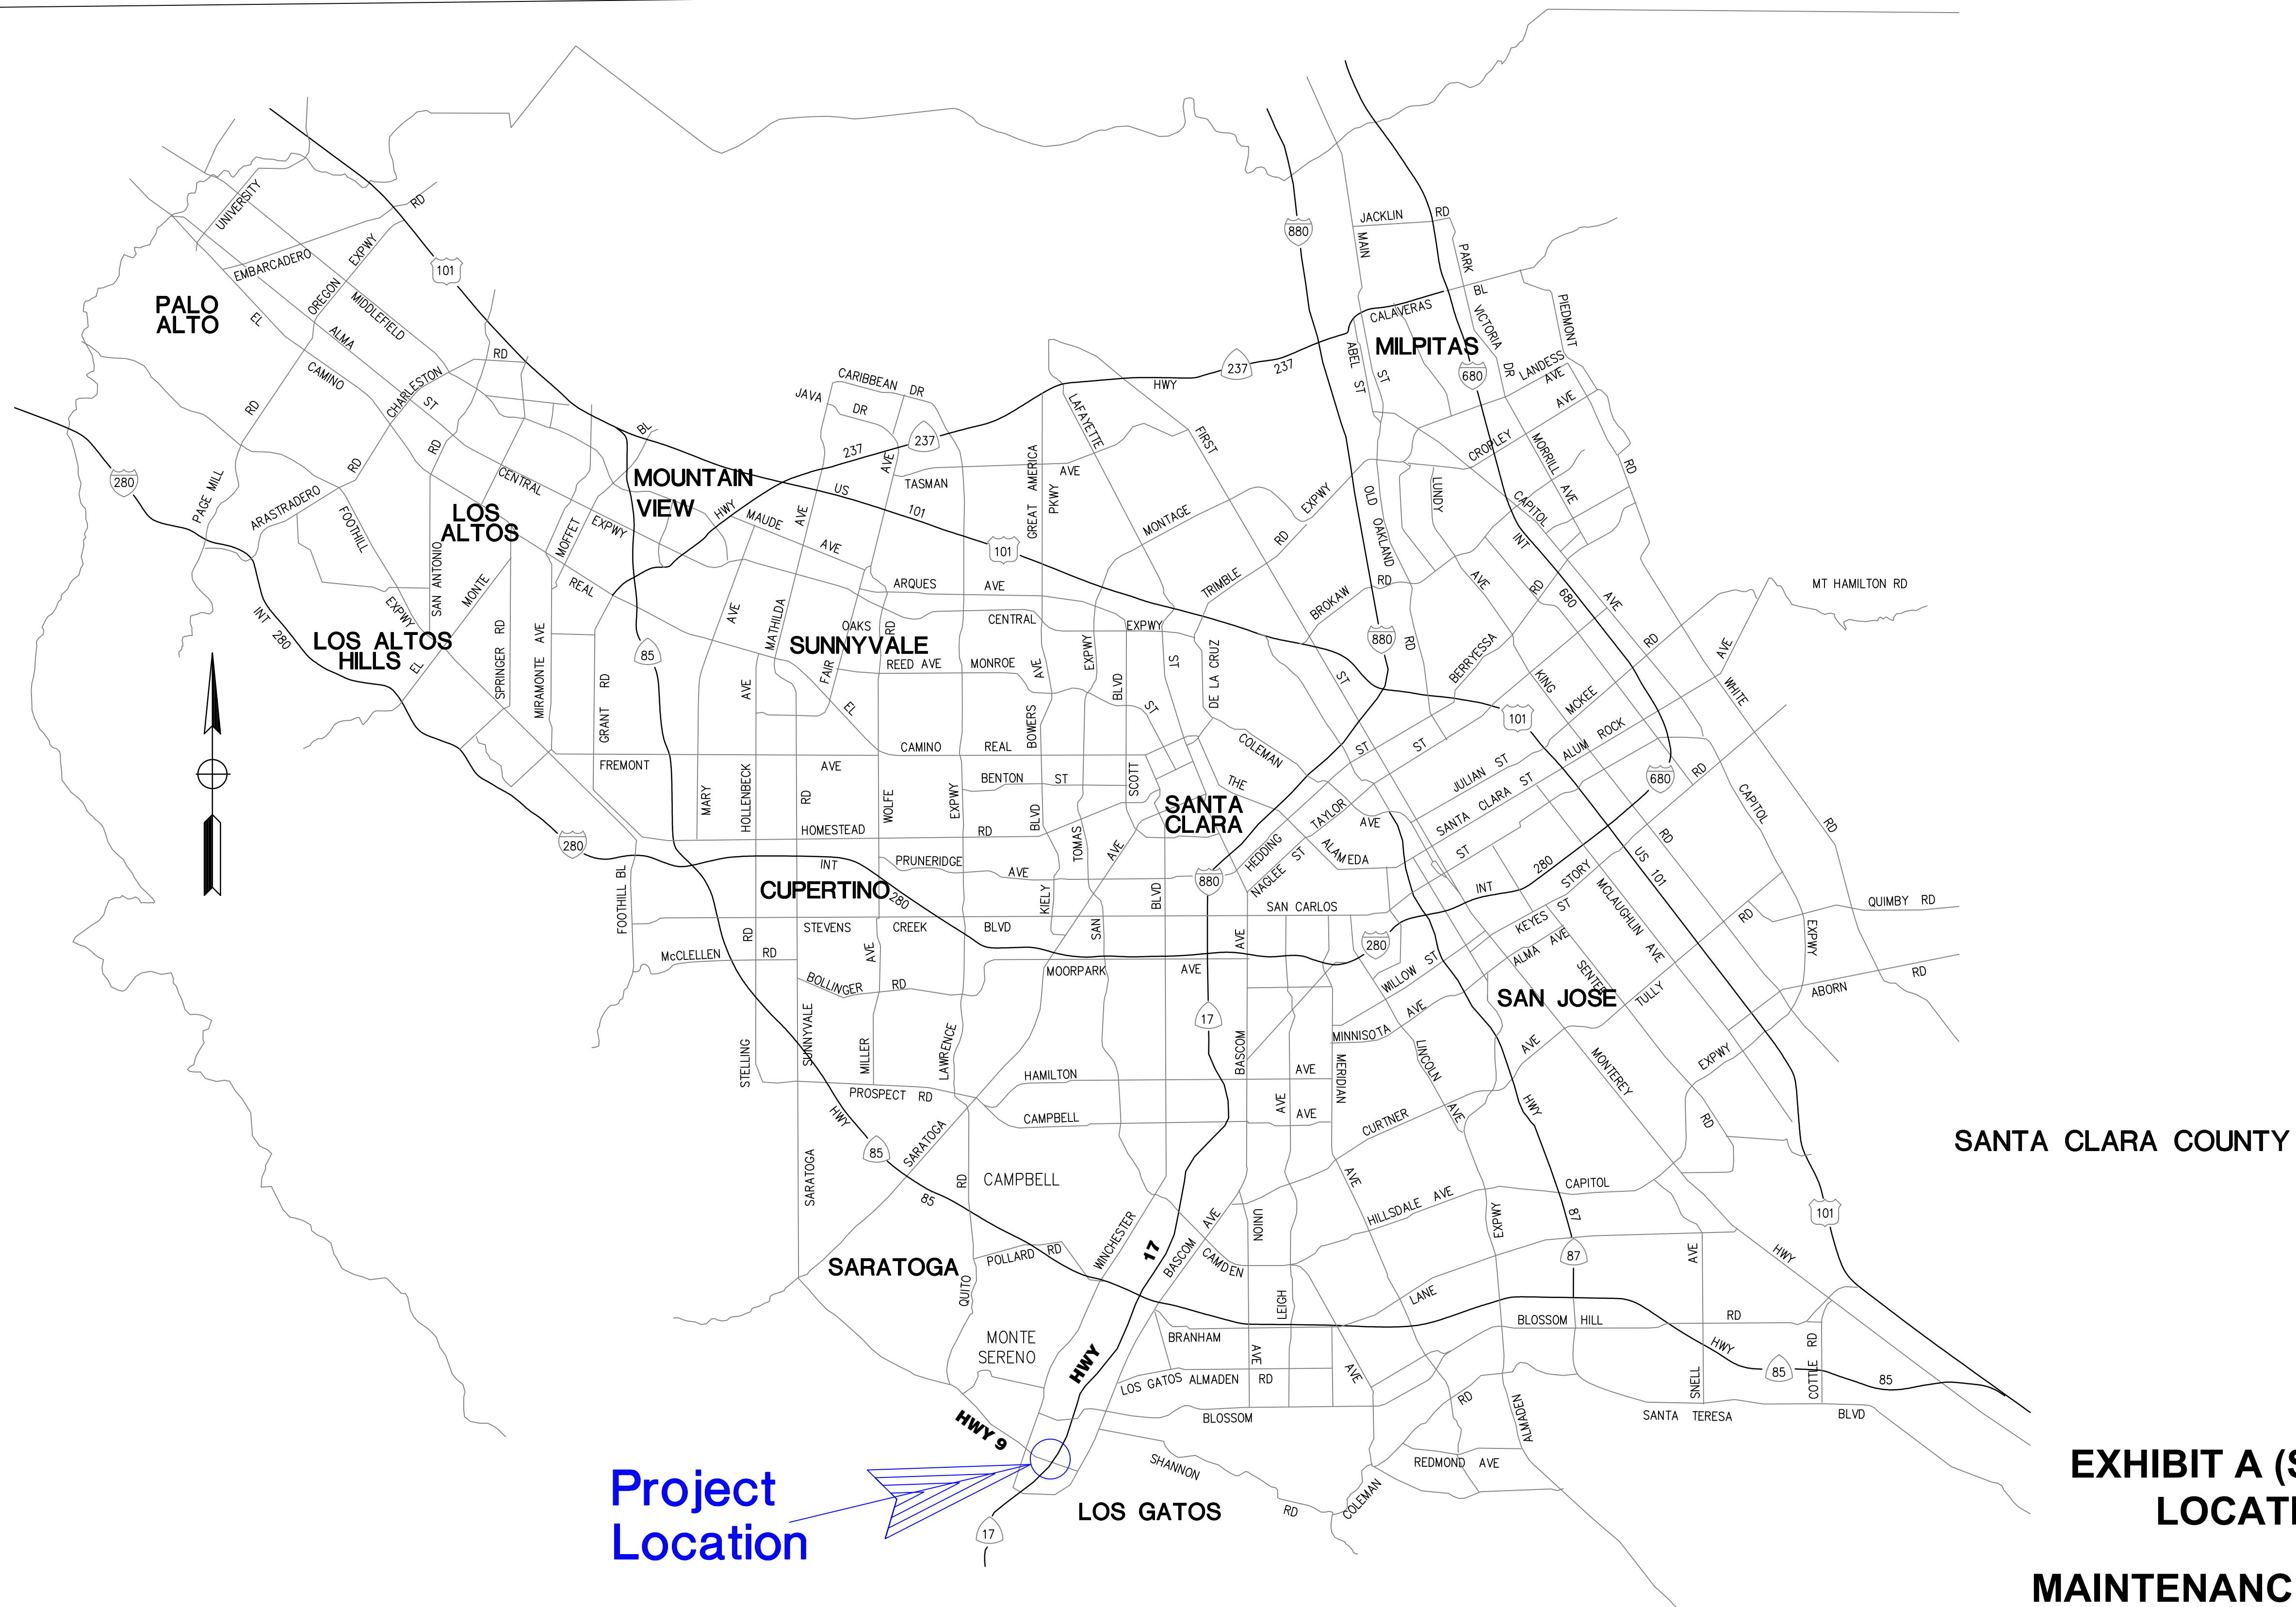 UNIVERSITY
RD
EMBARCADERO
EXPWY
OREGON
101
PALO
ALTO
MIDDLEFIELD
EL
ALMA
CAMINO
CHARLESTON
RD
ST
RD
RD
RD
280
PAGE MILL
ARASTRADERO
FOOTHILL
EXPWY
LOS
ALTOS
CENTRAL
EXPWY
MOFFET
BL
MOUNTAIN
VIEW
REAL
SAN ANTONIO
MONTE
EL
INT 280
LOS ALTOS
HILLS
SPRINGER RD
MIRAMONTE AVE
GRANT RD
85
FREMONT
AVE
JAVA
DR
CARIBBEAN DR
237
237
HWY
AVE
TASMAN
AVE
US
101
101
MAUDE
AVE
AVE
AVE
MATHILDA
ARQUES AVE
CENTRAL
EXPWY
OAKS
RD
FAIR
SUNNYVALE
REED AVE
MONROE
AVE
EL
CAMINO REAL
GREAT AMERICA
PKWY
LAFAYETTE
HWY
237
237
FIRST
880
JACKLIN RD
MAIN
PARK
CALAVERAS
BL
MILPITAS
VICTORIA
DR
PIEDMONT
ABEL ST
ST
680
LANDESS
AVE
AVE
CROPLEY
MORRILL
AVE
RD
MONTAGE
EXPWY
OLD OAKLAND
RD
LUNDY
AVE
CAPITOL
AVE
INT
680
TRIMBLE
RD
BROKAW
RD
880
BERRYESSA
RD
MT HAMILTON RD
EXPWY
BLVD
ST
ST
DE LA CRUZ
ST
KING
MCKEE
RD
AVE
WHITE
101
ALUM ROCK
BOWERS
BENTON ST
SCOTT
COLEMAN
THE
ST
ST
JULIAN ST
SANTA CLARA ST
680
RD
CAPITOL
RD
MARY
HOLLENBECK
AVE
RD
WOLFE
EXPWY
BLVD
SANTA
CLARA
TAYLOR
AVE
HEDDING
ALAMEDA
NAGLEE ST
ST
HOMESTEAD
RD
280
INT
280
PRUNERIDGE
AVE
KIELY
TOMAS
SAN
AVE
BLVD
880
CUPERTINO
INT
280
STORY
RD
US 101
FOOTHILL BL
STEVENS CREEK BLVD
SAN CARLOS
280
KEYES ST
MCLAUGHLIN AVE
RD
QUIMBY RD
EXPWY
McCLELLEN RD
RD
AVE
MOORPARK
AVE
AVE
WILLOW ST
ALMA AVE
SENTER
TULLY
BOLLINGER RD
ABORN
RD
SAN JOSE
17
MINNISOTA AVE
STELLING
SUNNYVALE
MILLER
LAWRENCE
BASCOM
MERIDIAN
LINCOLN
AVE
AVE
MONTEREY
EXPWY
PROSPECT RD
HAMILTON
AVE
CAMPBELL
AVE
AVE
CURTNER
HWY
RD
HWY
85
85
SARATOGA
SARATOGA
RD
CAMPBELL
SANTA CLARA COUNTY
AVE
HILLSDALE AVE
CAPITOL
87
EXPWY
101
WINCHESTER
17
BASCOM
AVE
UNION
CAMDEN
87
AVE
HWY
SARATOGA
POLLARD RD
QUITO
LEIGH
LANE
BLOSSOM HILL
RD
MONTE
SERENO
HWY
BRANHAM
AVE
AVE
HWY
85
85
LOS GATOS ALMADEN RD
SNELL
COTTLE RD
HWY 9
BLOSSOM
RD
ALMADEN
SANTA TERESA
BLVD
SHANNON
RD
REDMOND AVE
COLEMAN
LOS GATOS
17
Project
Location
EXHIBIT A (S
LOCATI
MAINTENANC